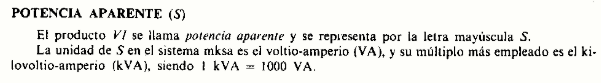 POTENCIA APARENTE (S)
El producto VI se llama potencia aparente y se representa por la letra mayúscula S.
La unidad de S en el sistema mksa es el voltio-amperio (VA), y su múltiplo más empleado es el ki-
lovoltio-amperio (kVA), siendo 1 kVA = 1000 VA.